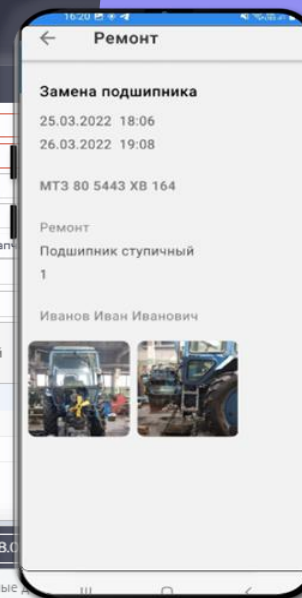 16:20
Ремонт
Замена подшипника
25.03.2022 18:06
26.03.2022 19:08
МТЗ 80 5443 ХВ 164
Ремонт
Подшипник ступичный
1
Иванов Иван Иванович